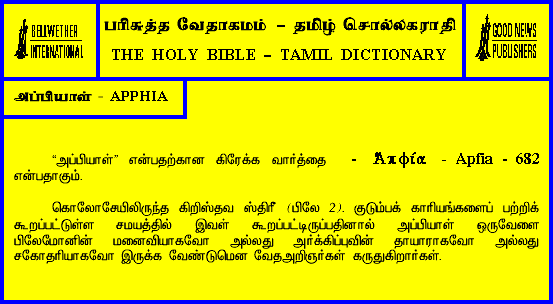 BELLWETHER
INTERNATIONAL
பரிசுத்த வேதாகமம் – தமிழ் சொல்லகராதி
THE HOLY BIBLE – TAMIL DICTIONARY
GOOD NEWS
PUBLISHERS
அப்பியாள் - APPHIA
“அப்பியாள்” என்பதற்கான கிரேக்க வார்த்தை - Ἀπφία - Apfia - 682
என்பதாகும்.
கொலோசேயிலிருந்த கிறிஸ்தவ ஸ்திரீ (பிலே 2). குடும்பக் காரியங்களைப் பற்றிக்
கூறப்பட்டுள்ள சமயத்தில் இவள் கூறப்பட்டிருப்பதினால் அப்பியாள் ஒருவேளை
பிலேமோனின் மனைவியாகவோ அல்லது அர்க்கிப்புவின் தாயாராகவோ அல்லது
சகோதரியாகவோ இருக்க வேண்டுமென வேதஅறிஞர்கள் கருதுகிறார்கள்.